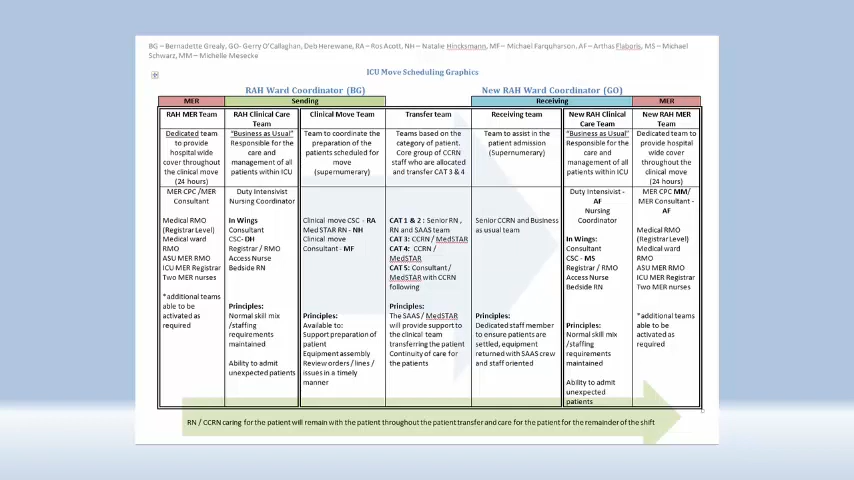 BG – Bernadette Grealy, GO- Gerry O'Callaghan, Deb Herewane, RA – Ros Acott, NH – Natalie Hincksmann, MF – Michael Farquharson, AF – Arthas Flaboris, MS – Michael
Schwarz, MM – Michelle Mesecke
ICU Move Scheduling Graphics
RAH Ward Coordinator (BG)
New RAH Ward Coordinator (GO)
MER
Sending
Receiving
MER
RAH MER Team
RAH Clinical Care
Team
Clinical Move Team
Transfer team
Receiving team
New RAH Clinical
Care Team
New RAH MER
Team
Dedicated team
to provide
hospital wide
cover throughout
the clinical move
(24 hours)
"Business as Usual"
Responsible for the
care and
management of all
patients within ICU
Team to coordinate the
preparation of the
patients scheduled for
move
(supernumerary)
Teams based on the
category of patient.
Core group of CCRN
staff who are allocated
and transfer CAT 3 & 4
Team to assist in the
patient admission
(Supernumerary)
"Business as Usual"
Responsible for the
care and
management of all
patients within ICU
Dedicated team to
provide hospital
wide cover
throughout the
clinical move
(24 hours)
MER CPC /MER
Consultant
Medical RMO
(Registrar Level)
Medical ward
RMO
ASU MER RMO
ICU MER Registrar
Two MER nurses
*additional teams
able to be
activated as
required
Duty Intensivist
Nursing Coordinator
In Wings
Consultant
CSC- DH
Registrar / RMO
Access Nurse
Bedside RN
Principles:
Normal skill mix
/staffing
requirements
maintained
Ability to admit
unexpected patients
Clinical move CSC - RA
Med STAR RN - NH
Clinical move
Consultant - MF
Principles:
Available to:
Support preparation of
patient
Equipment assembly
Review orders / lines /
issues in a timely
manner
CAT 1 & 2 : Senior RN ,
RN and SAAS team
CAT 3: CCRN / MedSTAR
CAT 4: CCRN /
MedSTAR
CAT 5: Consultant /
MedSTAR with CCRN
following
Principles:
The SAAS / MedSTAR
will provide support to
the clinical team
transferring the patient
Continuity of care for
the patients
Senior CCRN and Business
as usual team
Principles:
Dedicated staff member
to ensure patients are
settled, equipment
returned with SAAS crew
and staff oriented
Duty Intensivist -
AF
Nursing
Coordinator
In Wings:
Consultant
CSC - MS
Registrar / RMO
Access Nurse
Bedside RN
Principles:
Normal skill mix
/staffing
requirements
maintained
Ability to admit
unexpected
patients
MER CPC MM/
MER Consultant -
AF
Medical RMO
(Registrar Level)
Medical ward
RMO
ASU MER RMO
ICU MER Registrar
Two MER nurses
*additional teams
able to be
activated as
required
RN / CCRN caring for the patient will remain with the patient throughout the patient transfer and care for the patient for the remainder of the shift